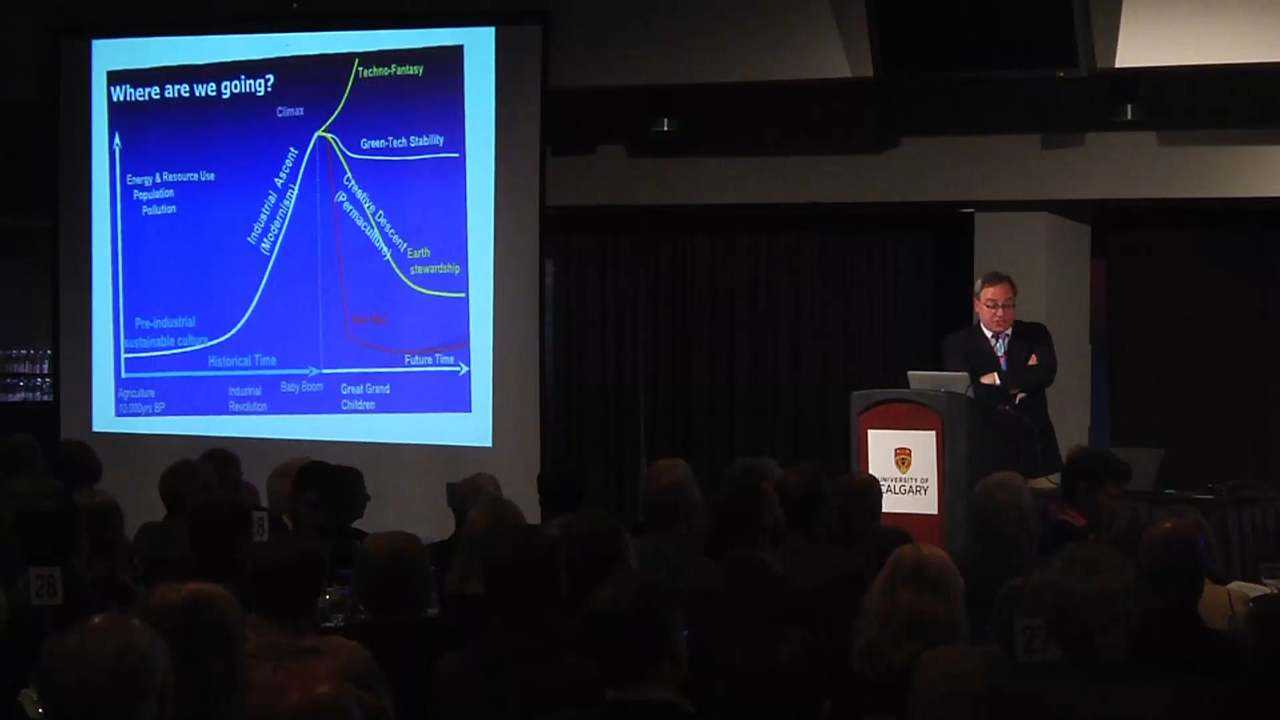 Where are we going?
Techno-Fantasy
Climax
Green-Tech Stability
Energy & Resource Use
Population
Pollution
Industrial Ascent
(Modernism)
Creative Descent
(Permaculture)
Earth
stewardship
Pre-industrial
sustainable culture
Historical Time
Future Time
Agriculture
10,000yrs BP
Industrial
Revolution
Baby Boom
Great Grand
Children
UNIVERSITY OF
CALGARY
28